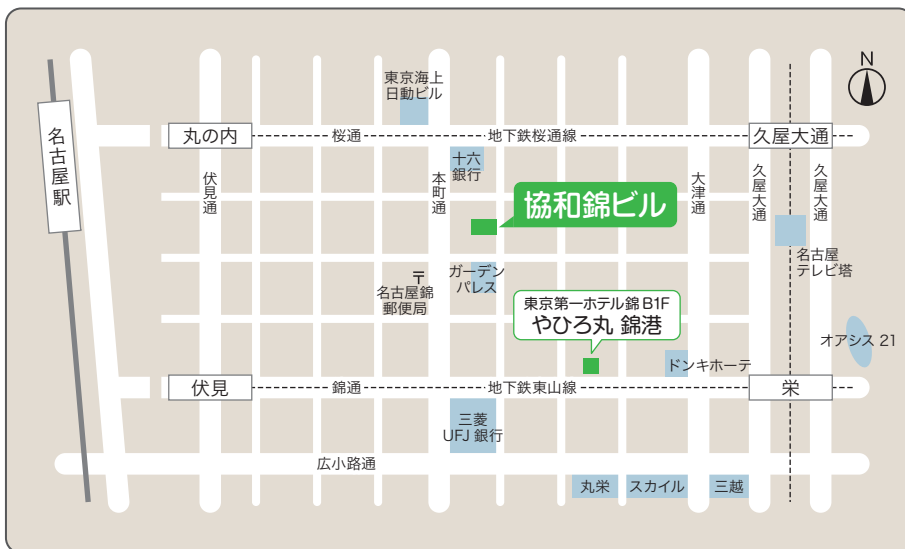 N
東京海上
日動ビル
名古屋駅
丸の内
桜通
地下鉄桜通線
久屋大通
十六
銀行
伏見通
本町通
大津通
久屋大通
久屋大通
協和錦ビル
名古屋
テレビ塔
〒
名古屋錦
郵便局
ガーデン
パレス
東京第一ホテル錦 B1F
やひろ丸 錦港
オアシス 21
ドンキホーテ
伏見
錦通
地下鉄東山線
栄
三菱
UFJ 銀行
広小路通
丸栄
スカイル
三越